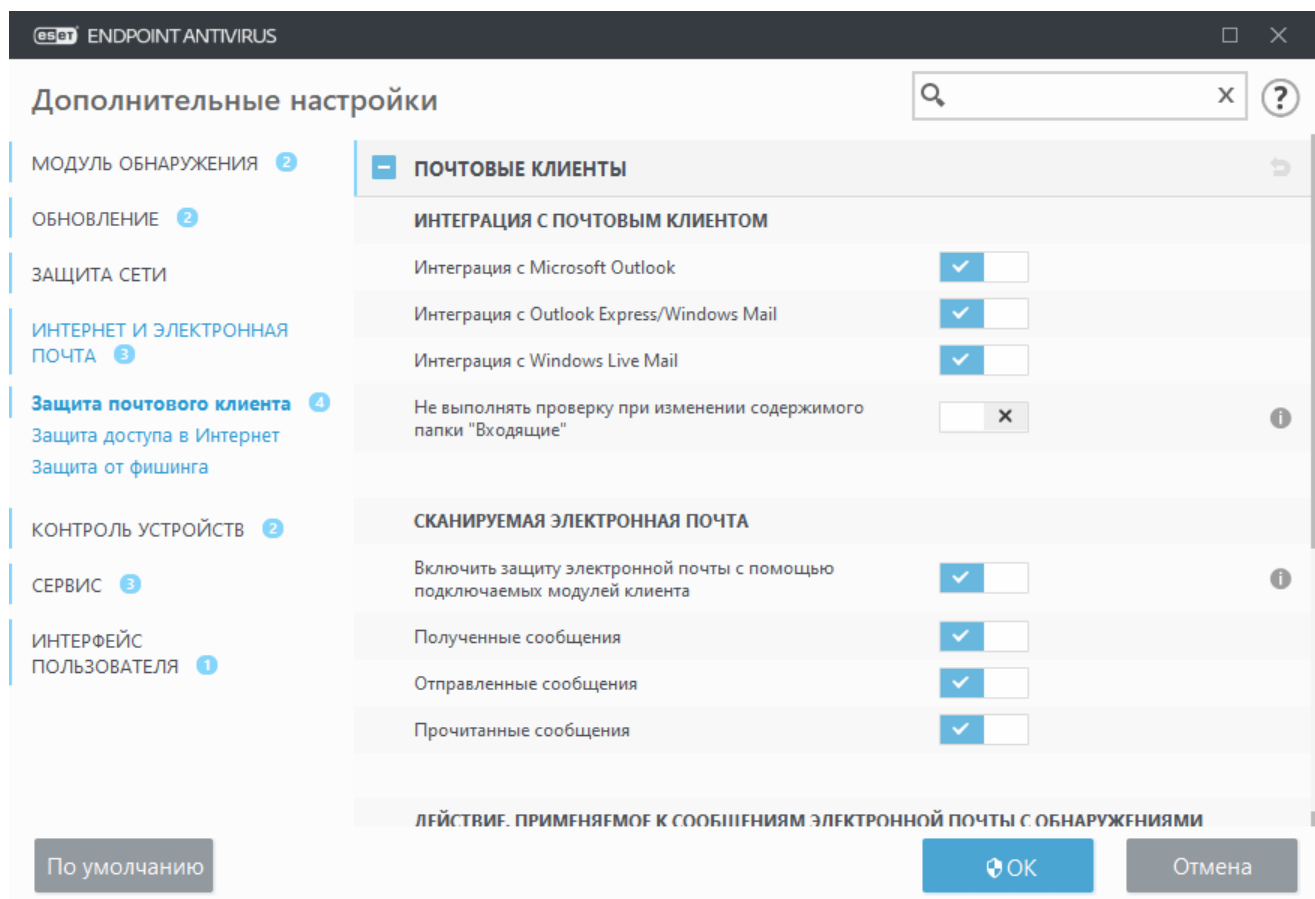 eset ENDPOINT ANTIVIRUS
Дополнительные настройки
МОДУЛЬ ОБНАРУЖЕНИЯ 2
ОБНОВЛЕНИЕ 2
ЗАЩИТА СЕТИ
ИНТЕРНЕТ И ЭЛЕКТРОННАЯ
ПОЧТА 3
Защита почтового клиента 4
Защита доступа в Интернет
Защита от фишинга
КОНТРОЛЬ УСТРОЙСТВ 2
СЕРВИС 3
ИНТЕРФЕЙС
ПОЛЬЗОВАТЕЛЯ 1
ПОЧТОВЫЕ КЛИЕНТЫ
ИНТЕГРАЦИЯ С ПОЧТОВЫМ КЛИЕНТОМ
Интеграция с Microsoft Outlook
Интеграция с Outlook Express/Windows Mail
Интеграция с Windows Live Mail
Не выполнять проверку при изменении содержимого
папки "Входящие"
СКАНИРУЕМАЯ ЭЛЕКТРОННАЯ ПОЧТА
Включить защиту электронной почты с помощью
подключаемых модулей клиента
Полученные сообщения
Отправленные сообщения
Прочитанные сообщения
ДЕЙСТВИЕ, ПРИМЕНЯЕМОЕ К СООБЩЕНИЯМ ЭЛЕКТРОННОЙ ПОЧТЫ С ОБНАРУЖЕНИЯМИ
По умолчанию
OK
Отмена